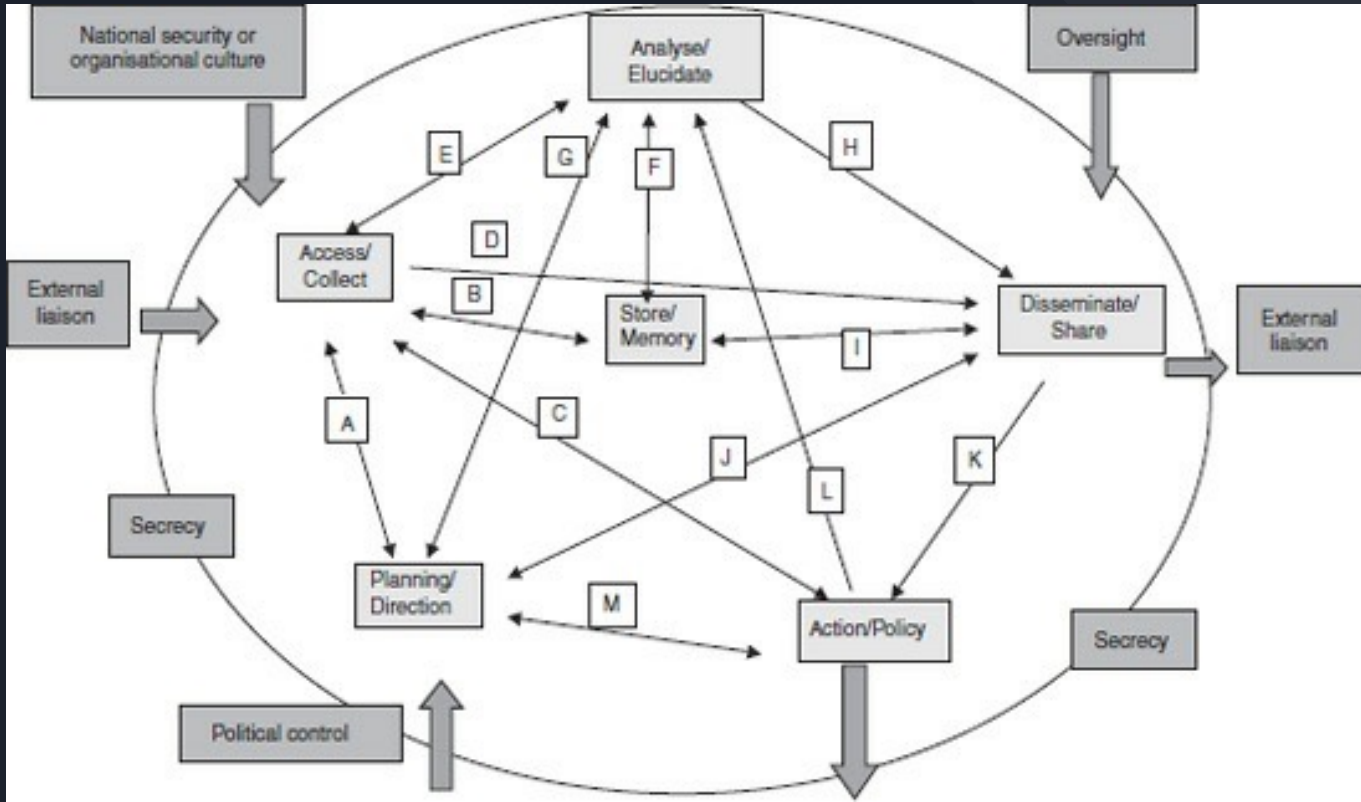 National security or
organisational culture
Analyse/
Elucidate
Oversight
E
G
F
H
Access/
Collect
D
External
liaison
B
Store/
Memory
Disseminate/
Share
External
liaison
I
A
C
J
K
L
Secrecy
Planning/
Direction
M
Action/Policy
Secrecy
Political control